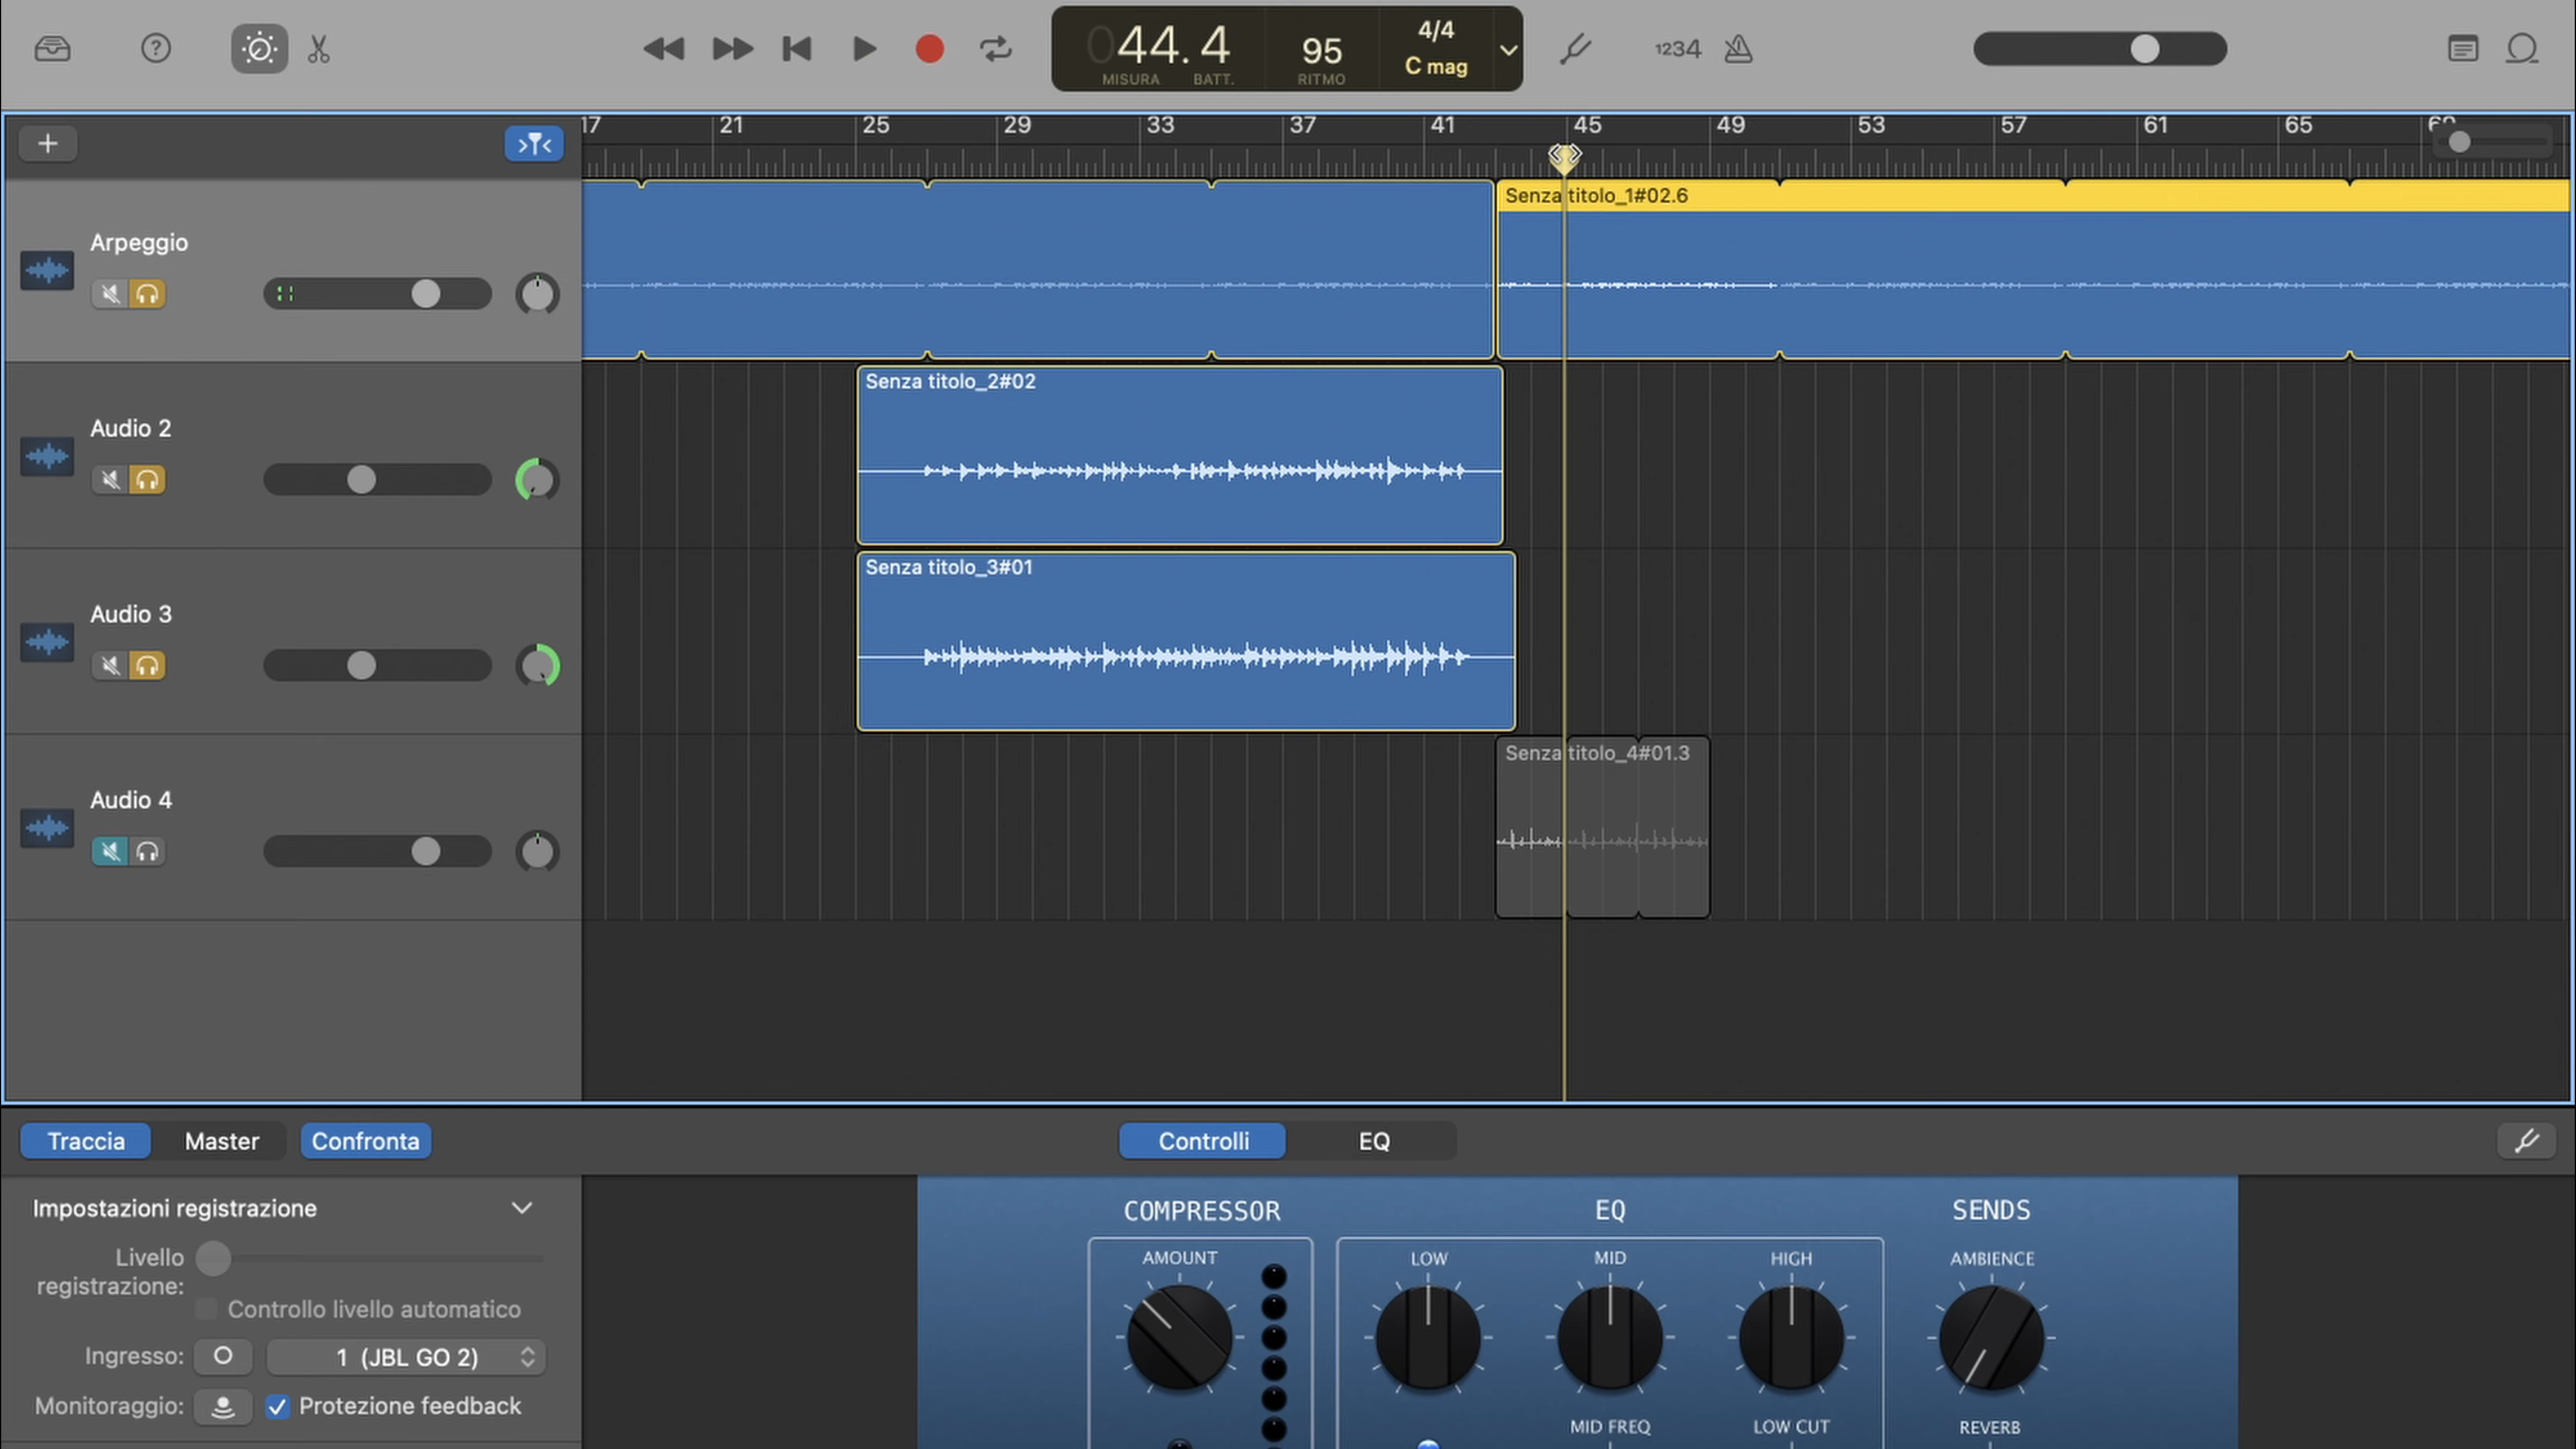 044.4
95
4/4
C mag
MISURA
BATT.
RITMO
1234
17
21
25
29
33
37
41
45
49
53
57
61
65
Arpeggio
Senza titolo_1#02.6
Audio 2
Senza titolo_2#02
Audio 3
Senza titolo_3#01
Audio 4
Senza titolo_4#01.3
Traccia
Master
Confronta
Controlli
EQ
Impostazioni registrazione
Livello
registrazione:
Controllo livello automatico
Ingresso:
1 (JBL GO 2)
Monitoraggio:
Protezione feedback
COMPRESSOR
EQ
SENDS
AMOUNT
LOW
MID
HIGH
AMBIENCE
MID FREQ
LOW CUT
REVERB